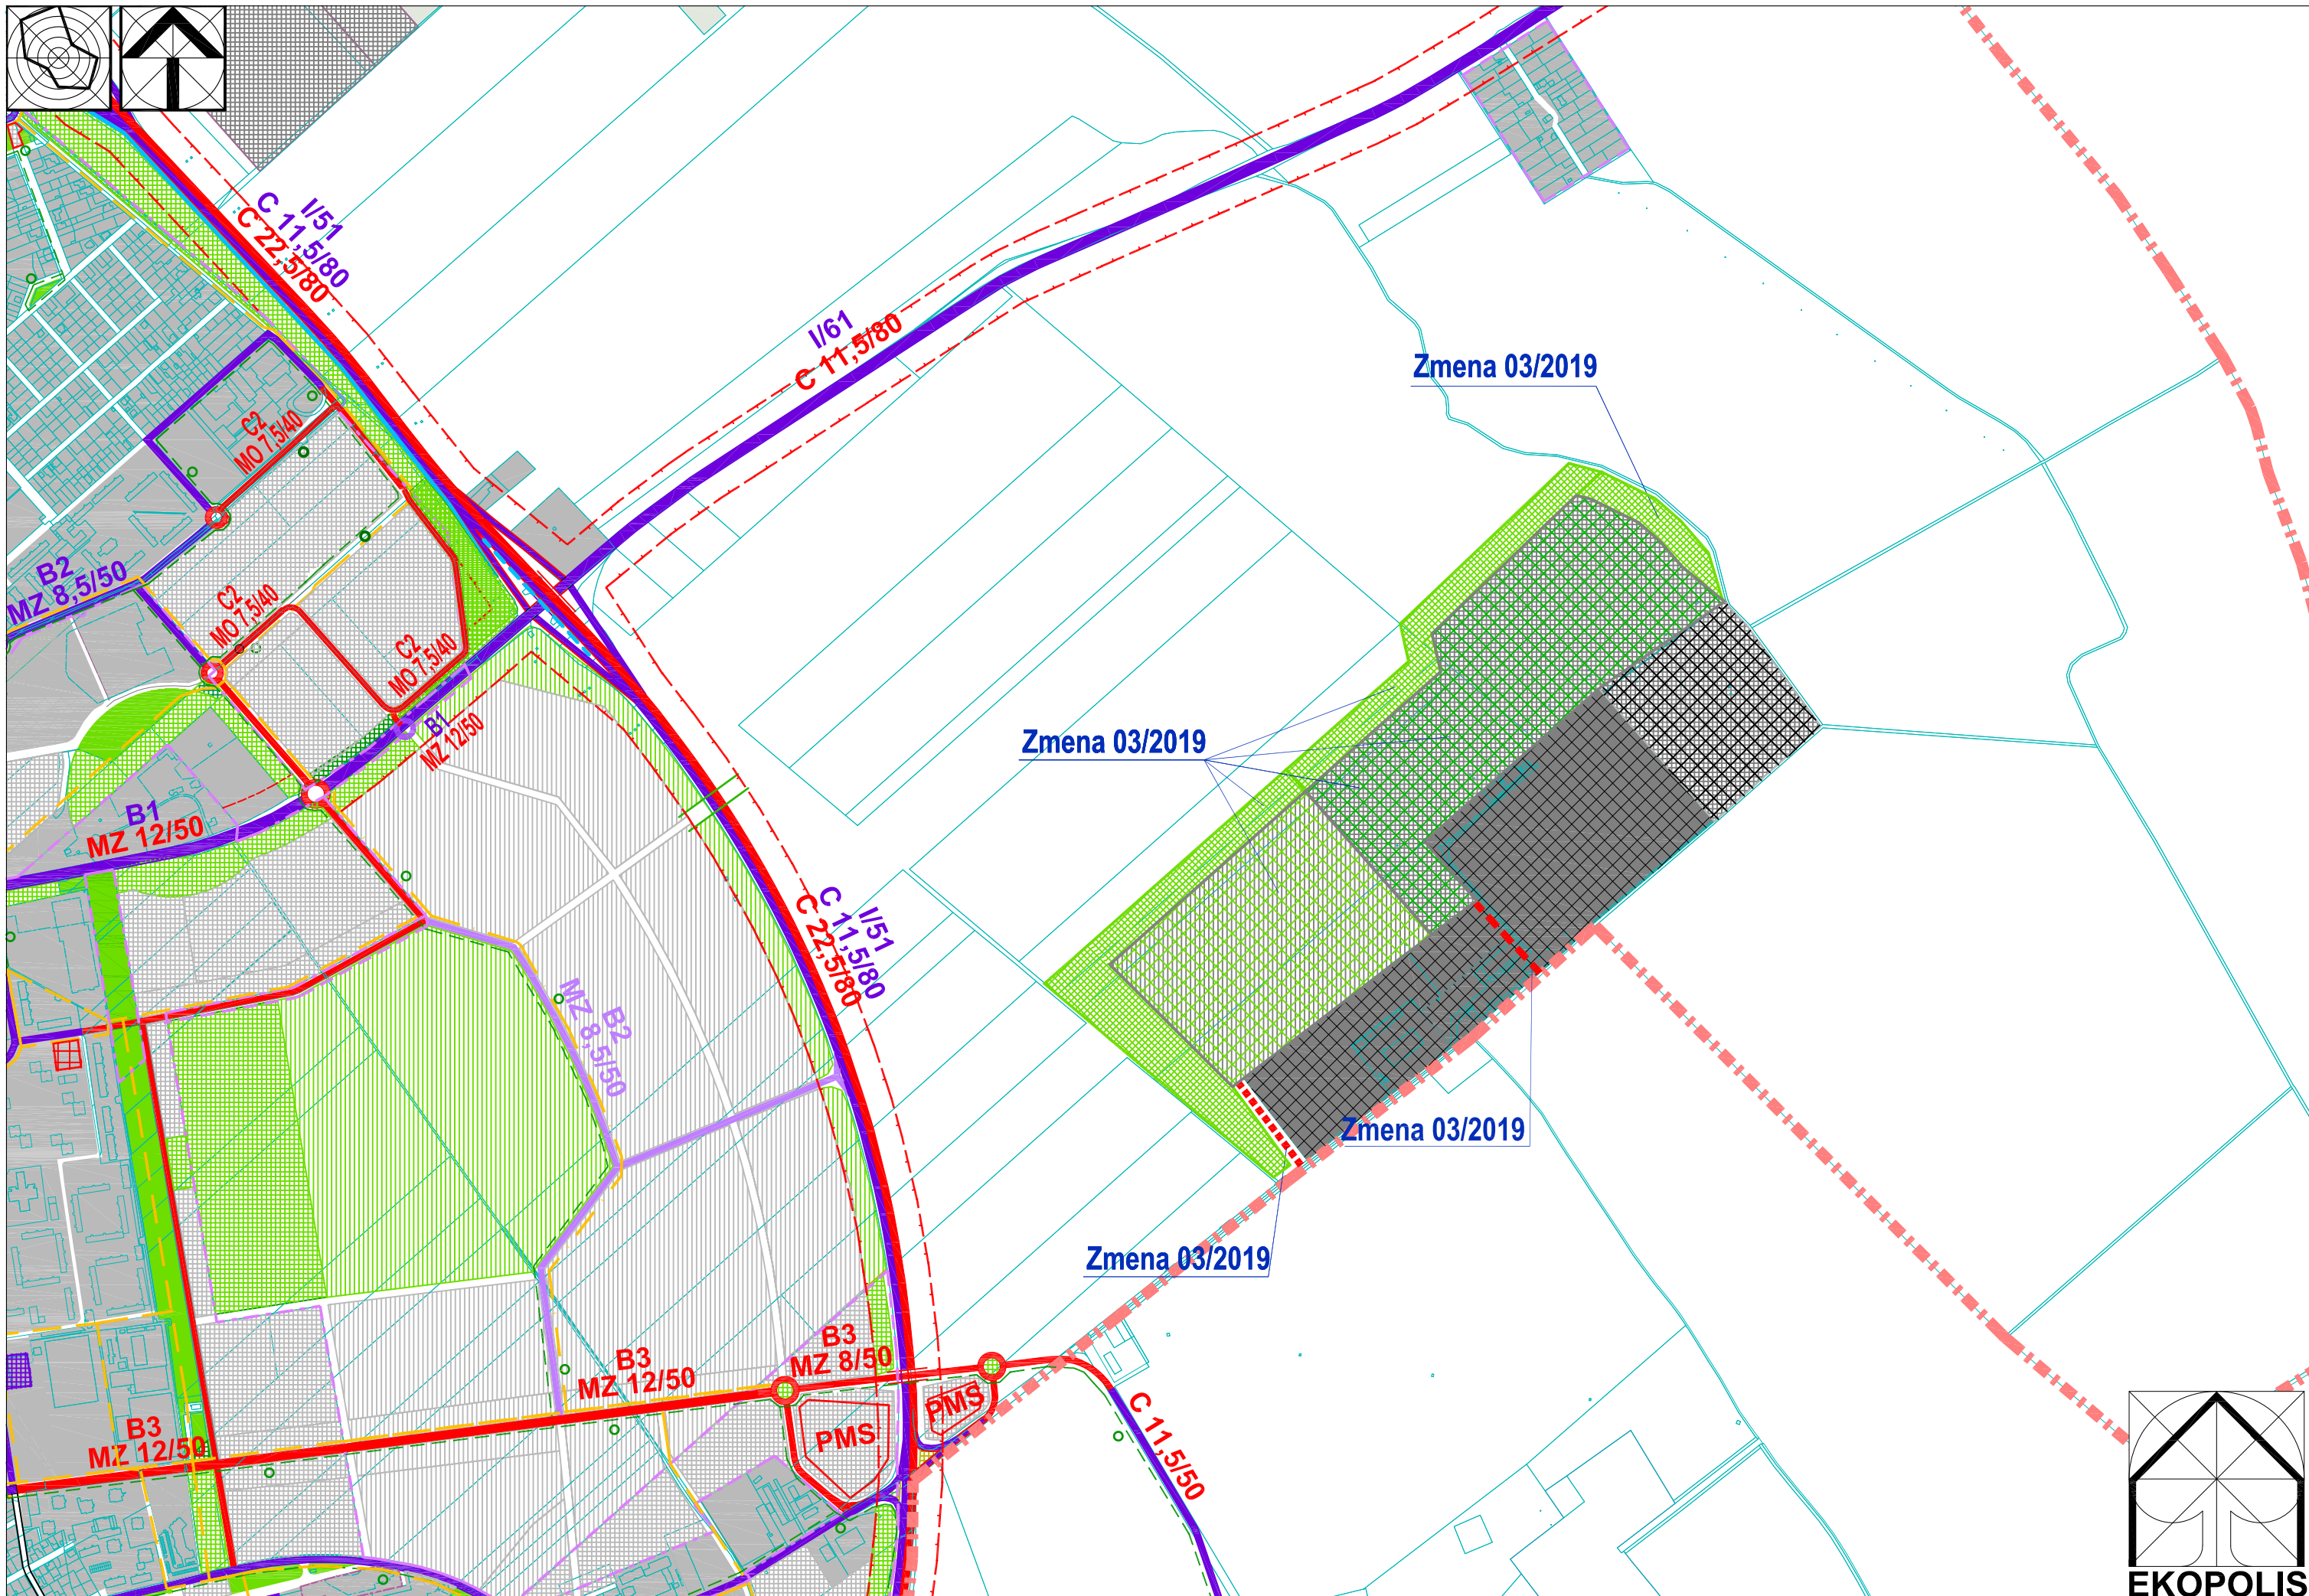 I/51
C 11,5/80
C 22,5/80
I/61
C 11,5/80
Zmena 03/2019
C2
MO 7,5/40
B2
MZ 8,5/50
C2
MO 7,5/40
C2
MO 7,5/40
B1
MZ 12/50
Zmena 03/2019
B1
MZ 12/50
I/51
C 11,5/80
C 22,5/80
B2
MZ 8,5/50
Zmena 03/2019
Zmena 03/2019
B3
MZ 8/50
B3
MZ 12/50
PMS
PMS
C 11,5/50
B3
MZ 12/50
EKOPOLIS